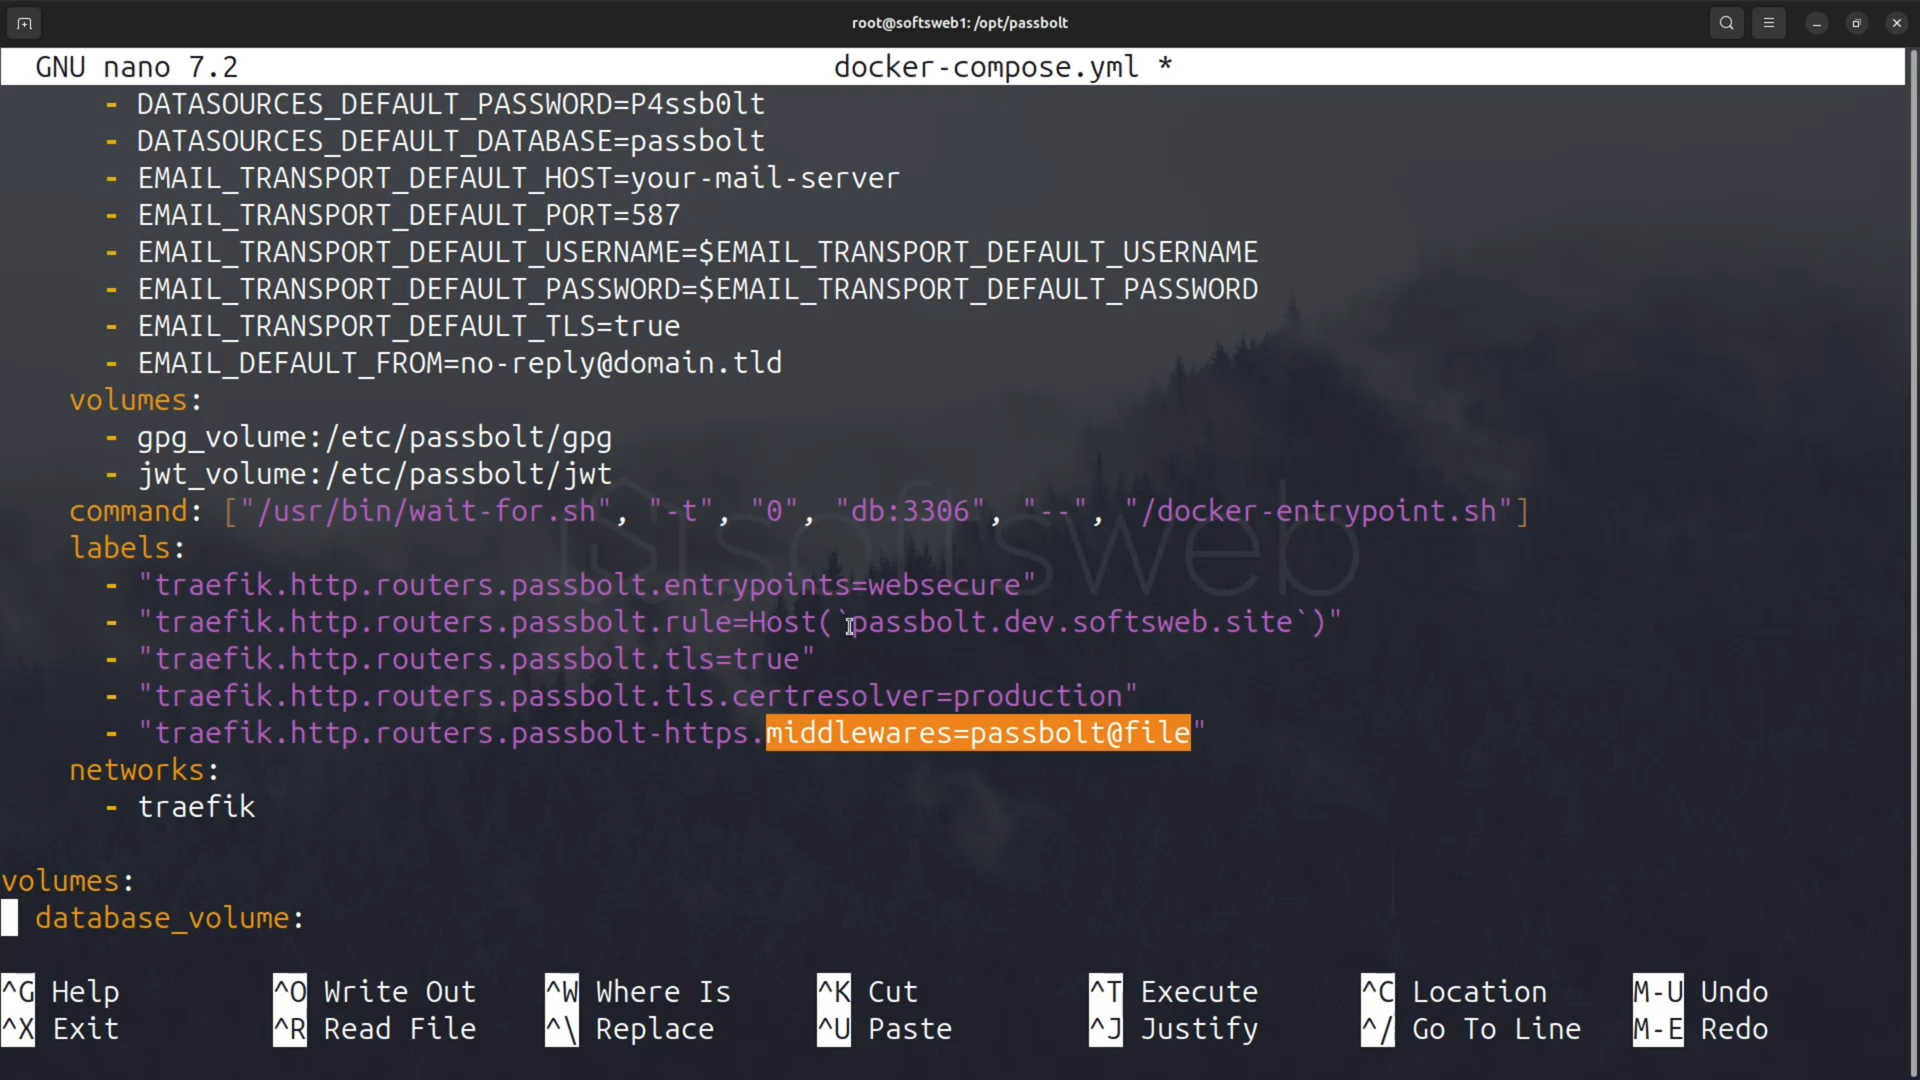 root@softsweb1: /opt/passbolt
GNU nano 7.2 docker-compose.yml *
- DATASOURCES_DEFAULT_PASSWORD=P4ssb0lt
- DATASOURCES_DEFAULT_DATABASE=passbolt
- EMAIL_TRANSPORT_DEFAULT_HOST=your-mail-server
- EMAIL_TRANSPORT_DEFAULT_PORT=587
- EMAIL_TRANSPORT_DEFAULT_USERNAME=$EMAIL_TRANSPORT_DEFAULT_USERNAME
- EMAIL_TRANSPORT_DEFAULT_PASSWORD=$EMAIL_TRANSPORT_DEFAULT_PASSWORD
- EMAIL_TRANSPORT_DEFAULT_TLS=true
- EMAIL_DEFAULT_FROM=no-reply@domain.tld
volumes:
- gpg_volume:/etc/passbolt/gpg
- jwt_volume:/etc/passbolt/jwt
command: ["/usr/bin/wait-for.sh", "-t", "0", "db:3306", "--", "/docker-entrypoint.sh"]
softsweb
labels:
- "traefik.http.routers.passbolt.entrypoints=websecure"
- "traefik.http.routers.passbolt.rule=Host(`passbolt.dev.softsweb.site`)"
- "traefik.http.routers.passbolt.tls=true"
- "traefik.http.routers.passbolt.tls.certresolver=production"
- "traefik.http.routers.passbolt-https.middlewares=passbolt@file"
networks:
- traefik
volumes:
database_volume:
^G Help ^O Write Out ^W Where Is ^K Cut ^T Execute ^C Location M-U Undo
^X Exit ^R Read File ^\ Replace ^U Paste ^J Justify ^/ Go To Line M-E Redo